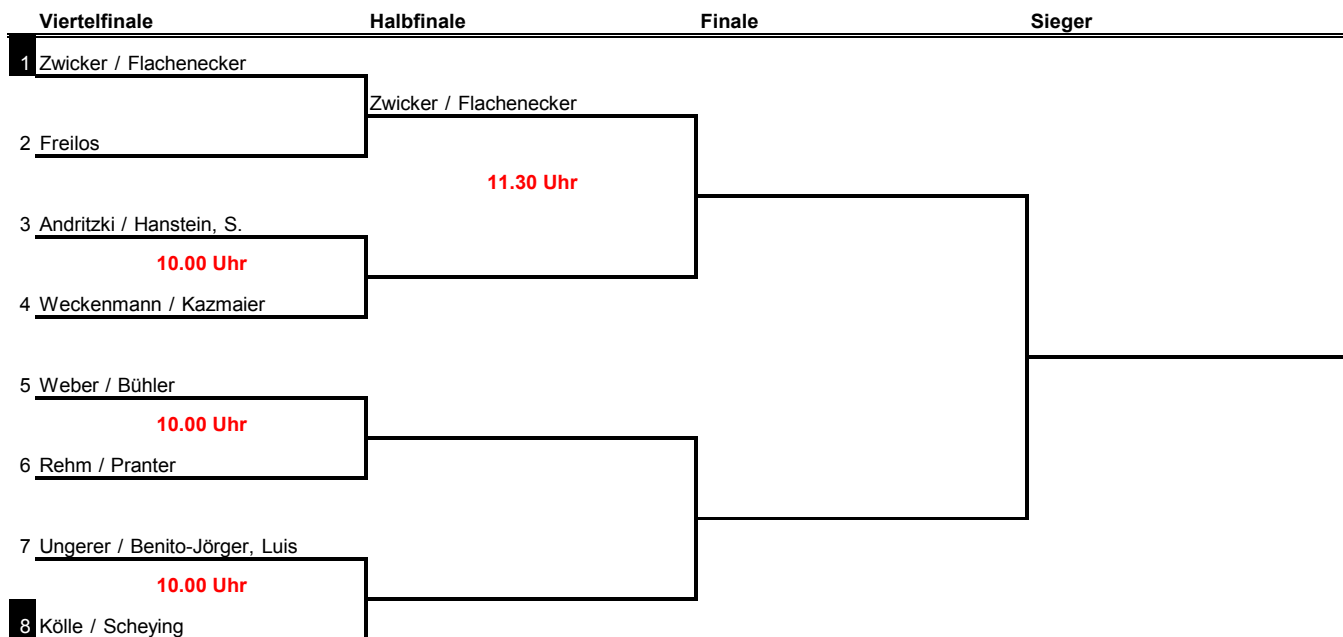 Viertelfinale Halbfinale Finale Sieger
1 Zwicker / Flachenecker
Zwicker / Flachenecker
2 Freilos
11.30 Uhr
3 Andritzki / Hanstein, S.
10.00 Uhr
4 Weckenmann / Kazmaier
5 Weber / Bühler
10.00 Uhr
6 Rehm / Pranter
7 Ungerer / Benito-Jörger, Luis
10.00 Uhr
8 Kölle / Scheying